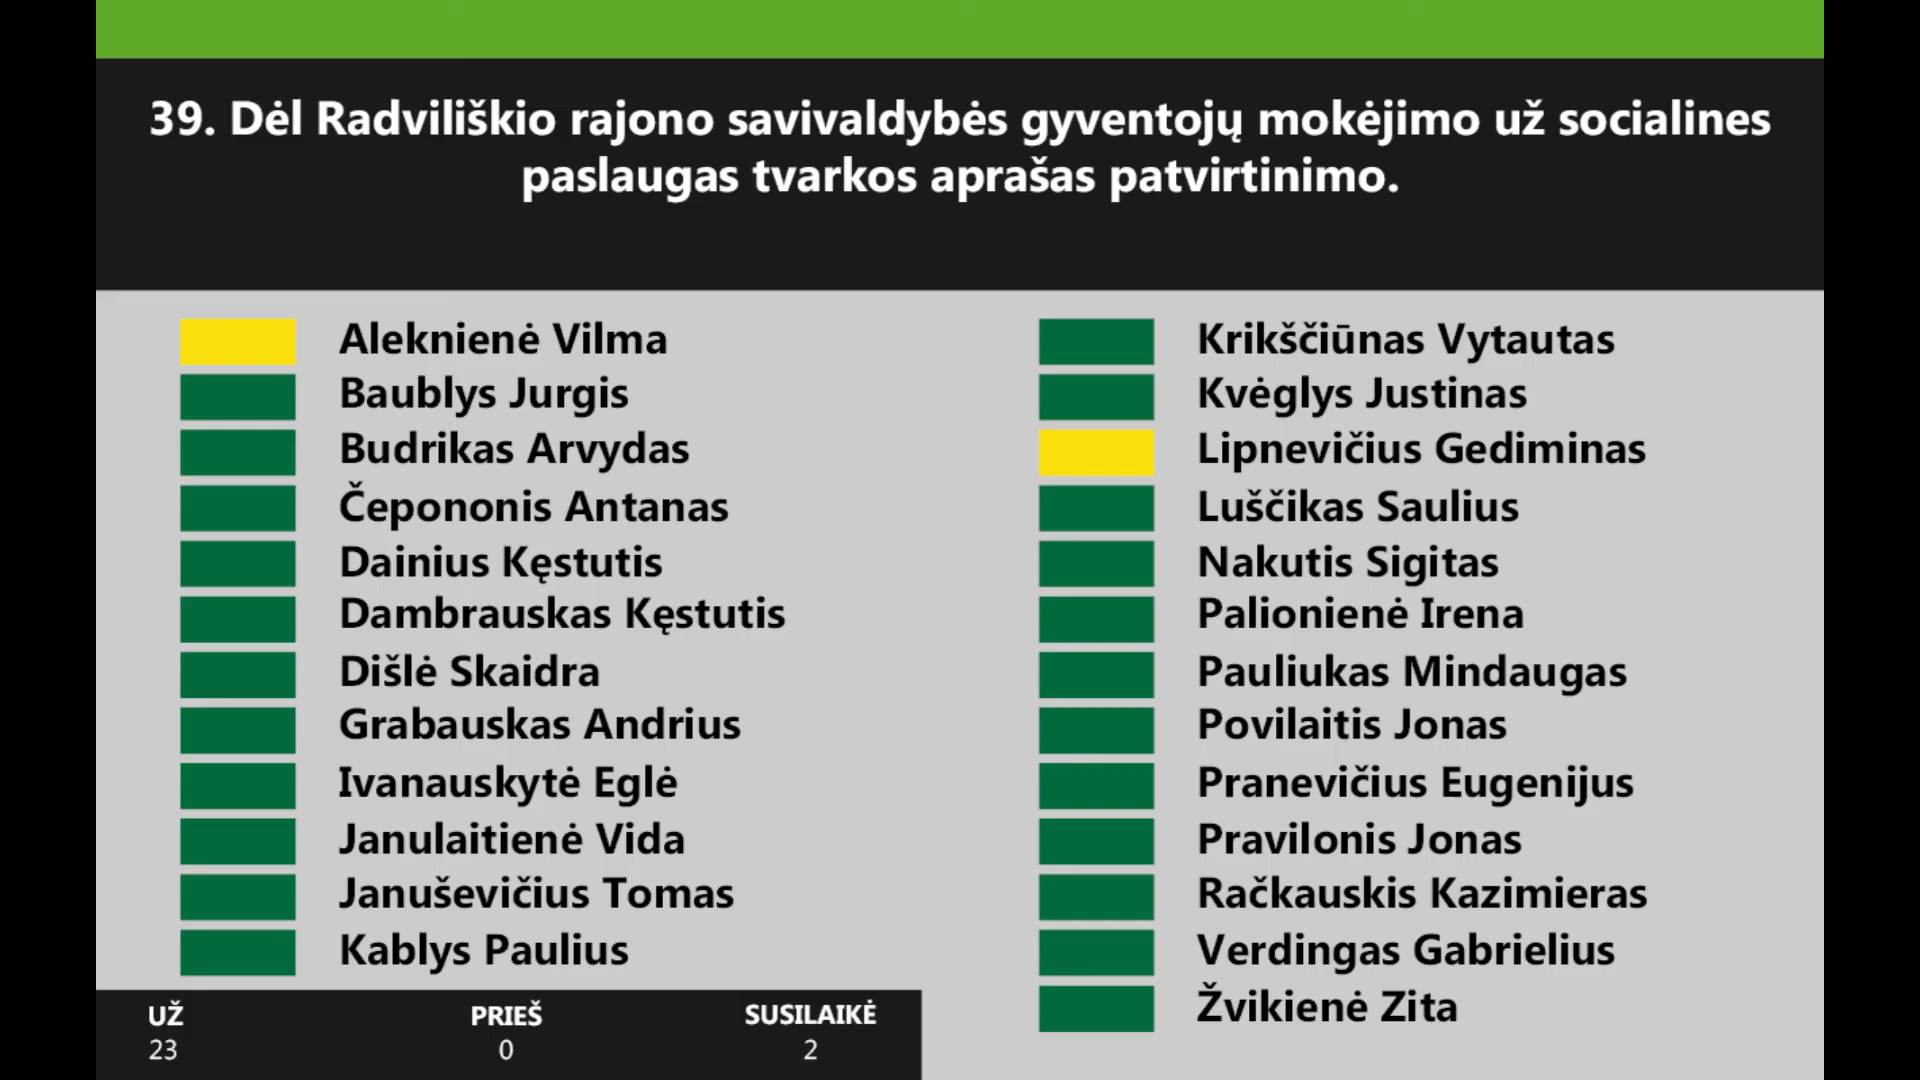 39. Dėl Radviliškio rajono savivaldybės gyventojų mokėjimo už socialines
paslaugas tvarkos aprašas patvirtinimo.
Aleknienė Vilma
Baublys Jurgis
Budrikas Arvydas
Čepononis Antanas
Dainius Kęstutis
Dambrauskas Kęstutis
Dišlė Skaidra
Grabauskas Andrius
Ivanauskytė Eglė
Janulaitienė Vida
Januševičius Tomas
Kablys Paulius
Krikščiūnas Vytautas
Kvėglys Justinas
Lipnevičius Gediminas
Luščikas Saulius
Nakutis Sigitas
Palionienė Irena
Pauliukas Mindaugas
Povilaitis Jonas
Pranevičius Eugenijus
Pravilonis Jonas
Račkauskis Kazimieras
Verdingas Gabrielius
Žvikienė Zita
UŽ PRIEŠ SUSILAIKĖ
23 0 2